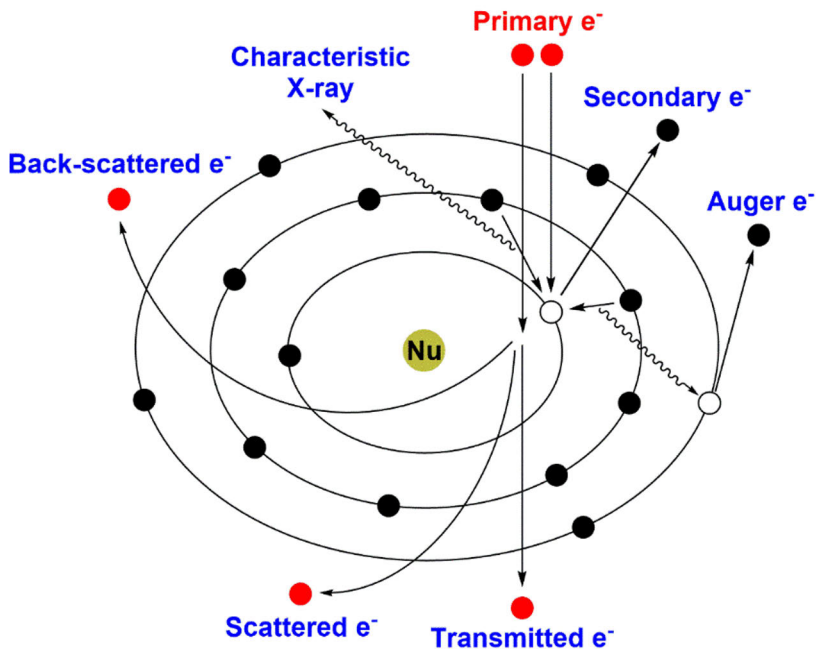 Primary e⁻
Characteristic
X-ray
Secondary e⁻
Back-scattered e⁻
Auger e⁻
Nu
Scattered e⁻
Transmitted e⁻